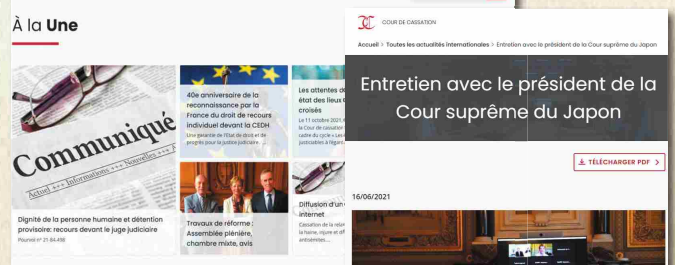 À la Une
Communiqué
Actuel +++ Informations +++ Nouvelles +++
Dignité de la personne humaine et détention
provisoire: recours devant le juge judiciaire
Pourvoi n° 21-84.498
40e anniversaire de la
reconnaissance par la
France du droit de recours
individuel devant la CEDH
Une garantie de l'État de droit et de
progrès pour la justice judiciaire.
Travaux de réforme :
Assemblée plénière,
chambre mixte, avis
Les attentes
état des lieux
croisés
Le 11 octobre 2021,
la Cour de cassation
cadre du cycle « Les
justiciables à l'égard
Diffusion d'un
internet
Cassation de la rela
la haine, injure et dif
antisémites....
COUR DE CASSATION
Accueil > Toutes les actualités internationales > Entretien avec le président de la Cour suprême du Japon
Entretien avec le président de la
Cour suprême du Japon
TÉLÉCHARGER PDF >
16/06/2021